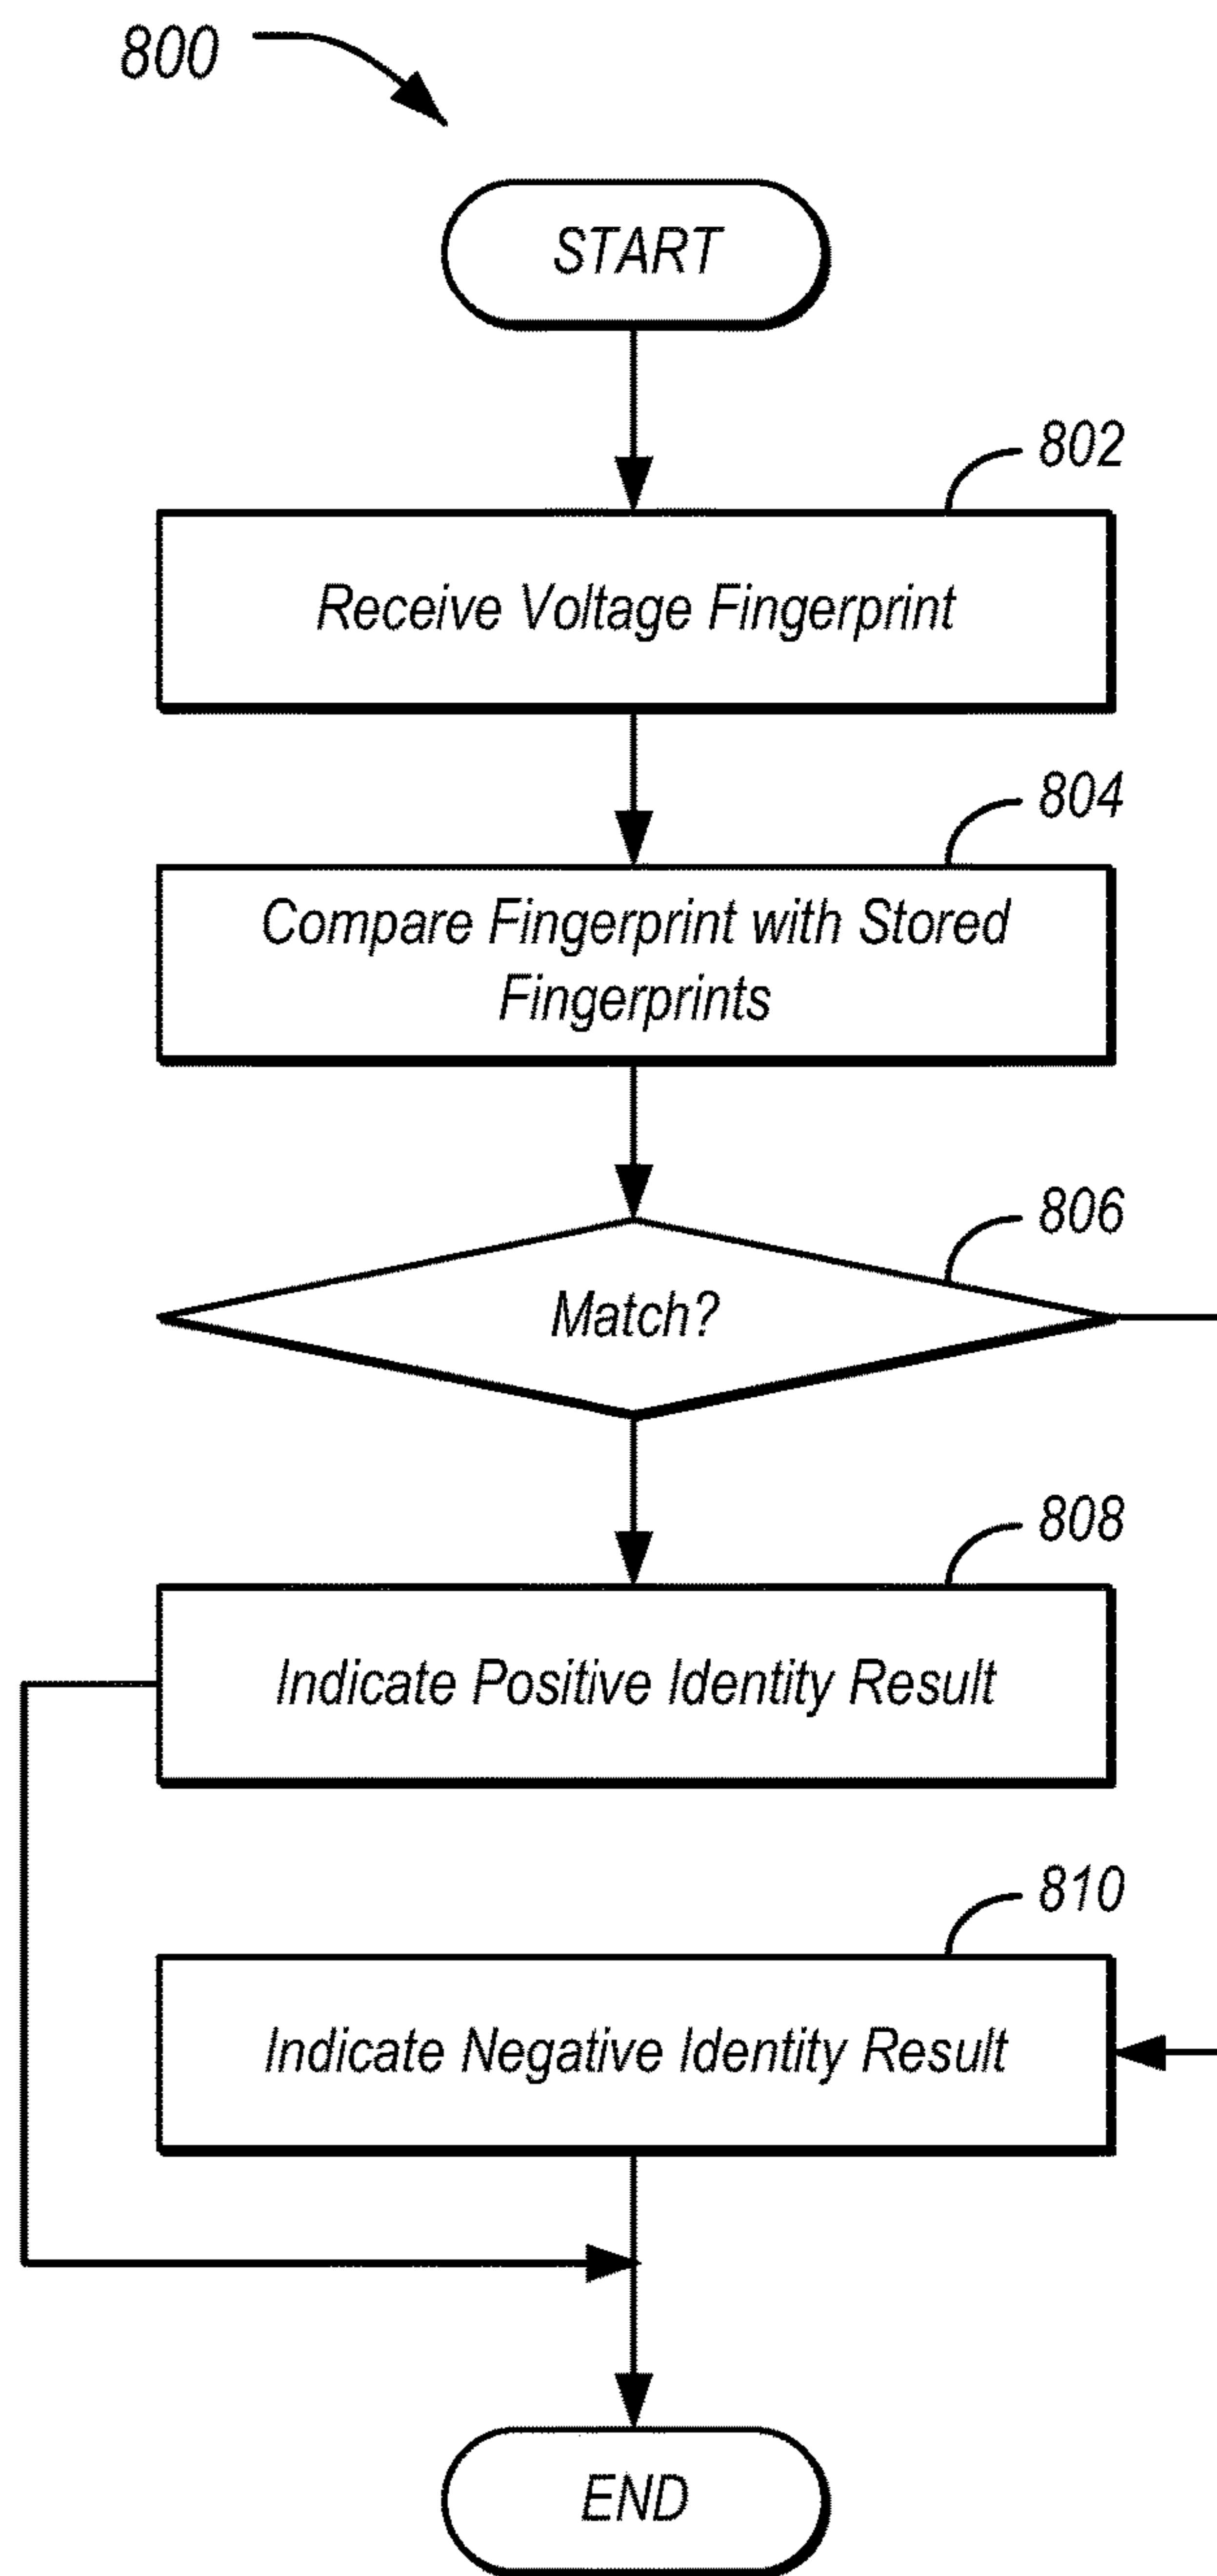 800
START
802
Receive Voltage Fingerprint
804
Compare Fingerprint with Stored
Fingerprints
806
Match?
808
Indicate Positive Identity Result
810
Indicate Negative Identity Result
END